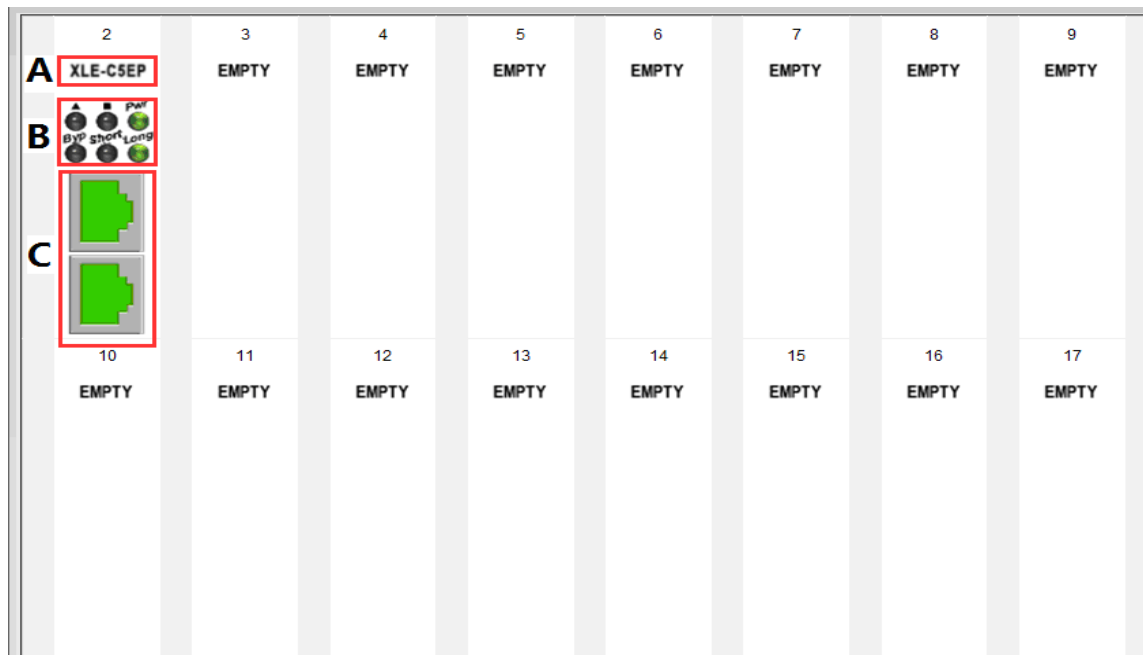 2 3 4 5 6 7 8 9
A XLE-C5EP EMPTY EMPTY EMPTY EMPTY EMPTY EMPTY EMPTY
▲ ■ Pwr
B Byp Short Long
C
10 11 12 13 14 15 16 17
EMPTY EMPTY EMPTY EMPTY EMPTY EMPTY EMPTY EMPTY